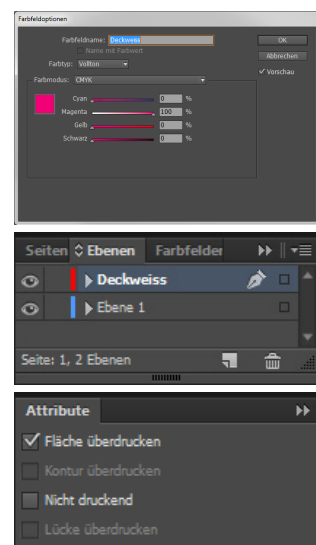 Farbfeldoptionen
Farbfeldname: Deckweiss
Name mit Farbwert
Farbtyp: Vollton
Farbmodus: CMYK
Cyan 0 %
Magenta 100 %
Gelb 0 %
Schwarz 0 %
OK
Abbrechen
Vorschau
Seiten Ebenen Farbfelder
Deckweiss
Ebene 1
Seite: 1, 2 Ebenen
Attribute
Fläche überdrucken
Kontur überdrucken
Nicht druckend
Lücke überdrucken